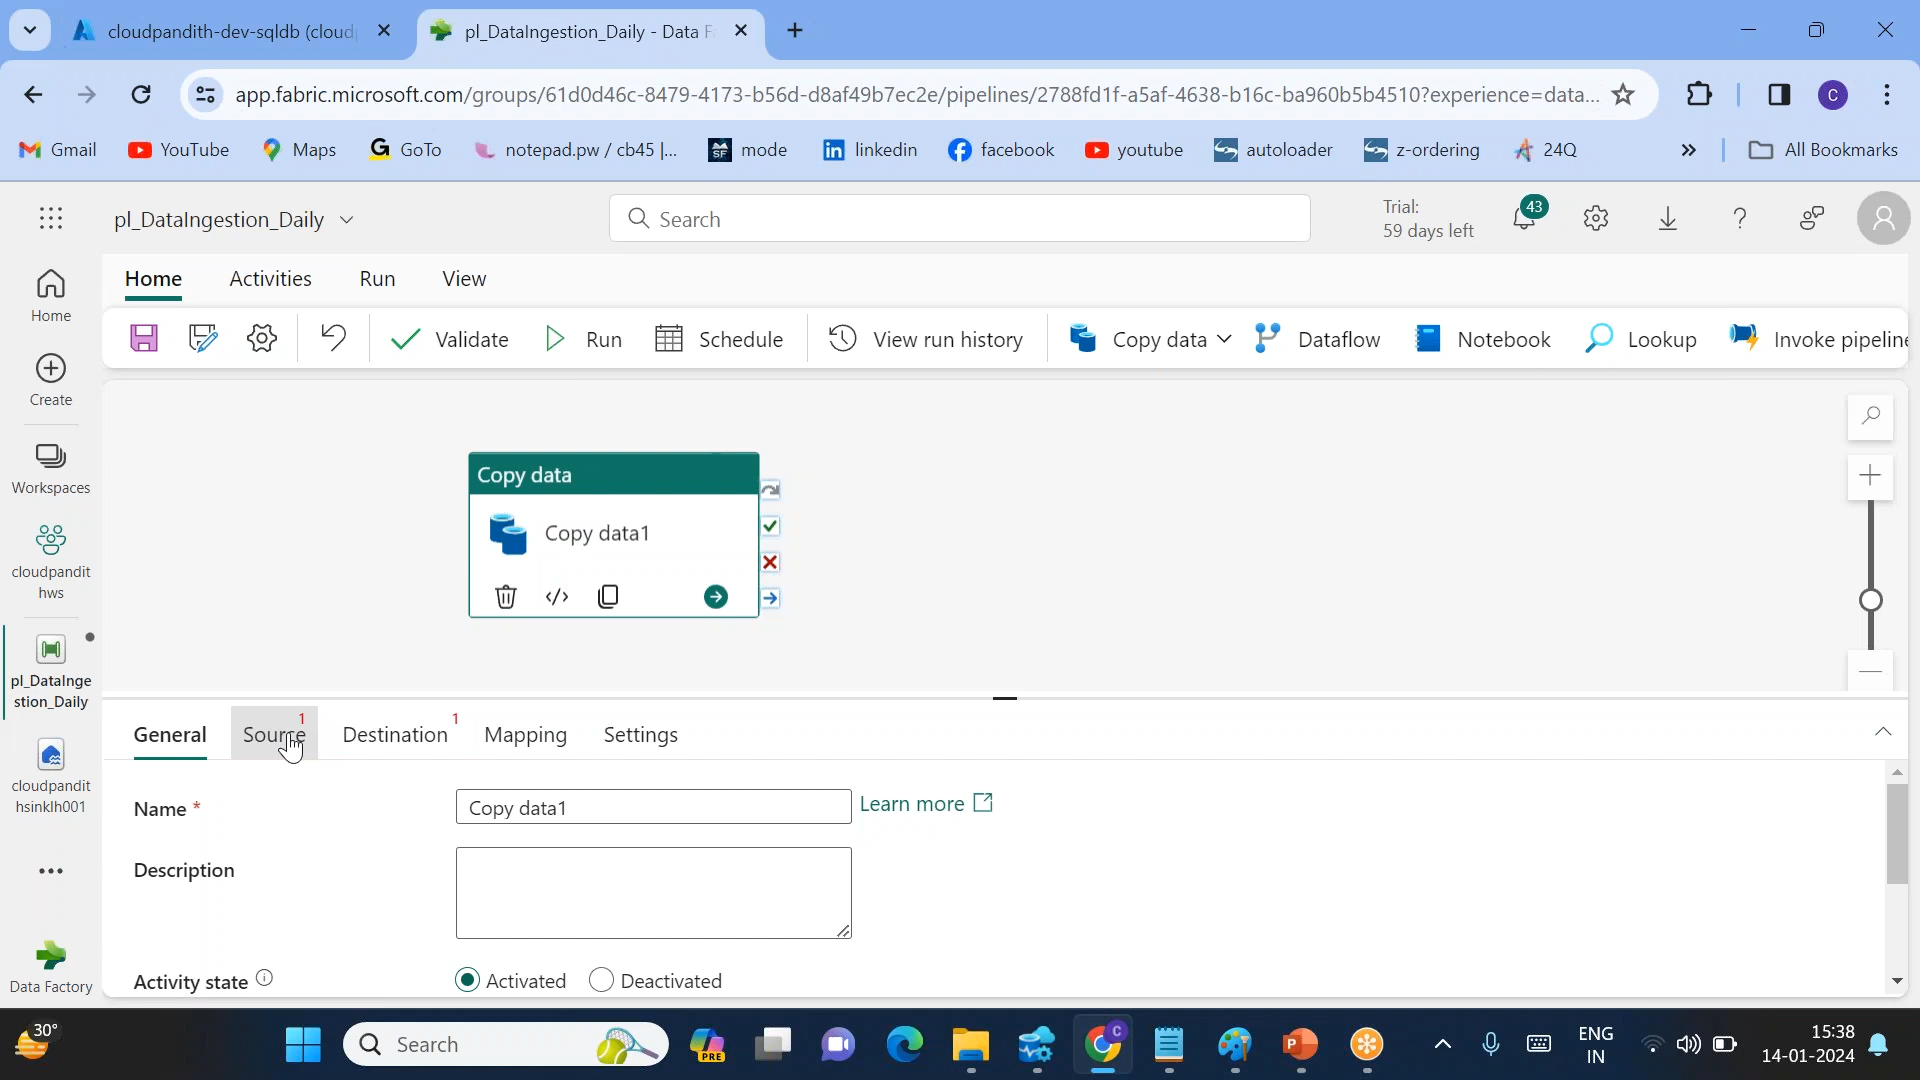 cloudpandith-dev-sqldb (cloud
pl_DataIngestion_Daily - Data F
app.fabric.microsoft.com/groups/61d0d46c-8479-4173-b56d-d8af49b7ec2e/pipelines/2788fd1f-a5af-4638-b16c-ba960b5b4510?experience=data...
C
Gmail
YouTube
Maps
GoTo
notepad.pw / cb45 |...
mode
linkedin
facebook
youtube
autoloader
z-ordering
24Q
All Bookmarks
pl_DataIngestion_Daily
Search
Trial:
59 days left
43
Home
Activities
Run
View
Validate
Run
Schedule
View run history
Copy data
Dataflow
Notebook
Lookup
Invoke pipeline
Home
Create
Workspaces
cloudpandit
hws
pl_DataInge
stion_Daily
cloudpandit
hsinklh001
Data Factory
Copy data
Copy data1
General
Source 1
Destination 1
Mapping
Settings
Name *
Copy data1
Learn more
Description
Activity state
Activated
Deactivated
30°
Search
PRE
C
ENG
IN
15:38
14-01-2024